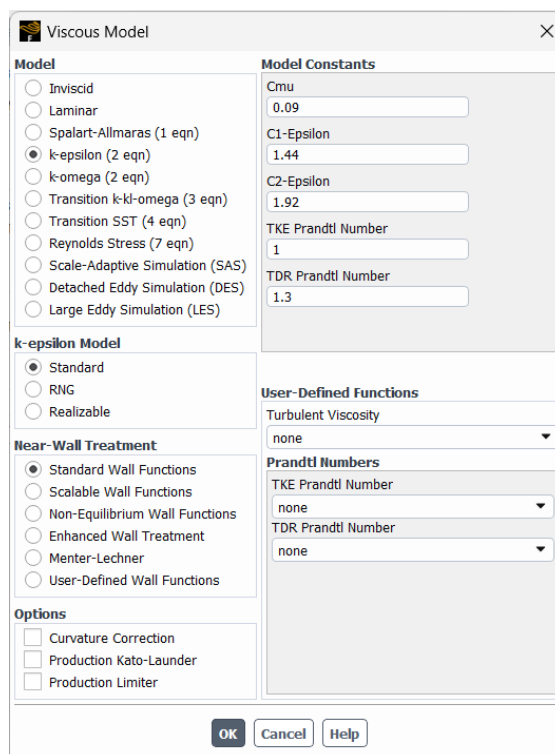 Viscous Model
Model
Inviscid
Laminar
Spalart-Allmaras (1 eqn)
k-epsilon (2 eqn)
k-omega (2 eqn)
Transition k-kl-omega (3 eqn)
Transition SST (4 eqn)
Reynolds Stress (7 eqn)
Scale-Adaptive Simulation (SAS)
Detached Eddy Simulation (DES)
Large Eddy Simulation (LES)
k-epsilon Model
Standard
RNG
Realizable
Near-Wall Treatment
Standard Wall Functions
Scalable Wall Functions
Non-Equilibrium Wall Functions
Enhanced Wall Treatment
Menter-Lechner
User-Defined Wall Functions
Options
Curvature Correction
Production Kato-Launder
Production Limiter
Model Constants
Cmu
0.09
C1-Epsilon
1.44
C2-Epsilon
1.92
TKE Prandtl Number
1
TDR Prandtl Number
1.3
User-Defined Functions
Turbulent Viscosity
none
Prandtl Numbers
TKE Prandtl Number
none
TDR Prandtl Number
none
OK
Cancel
Help